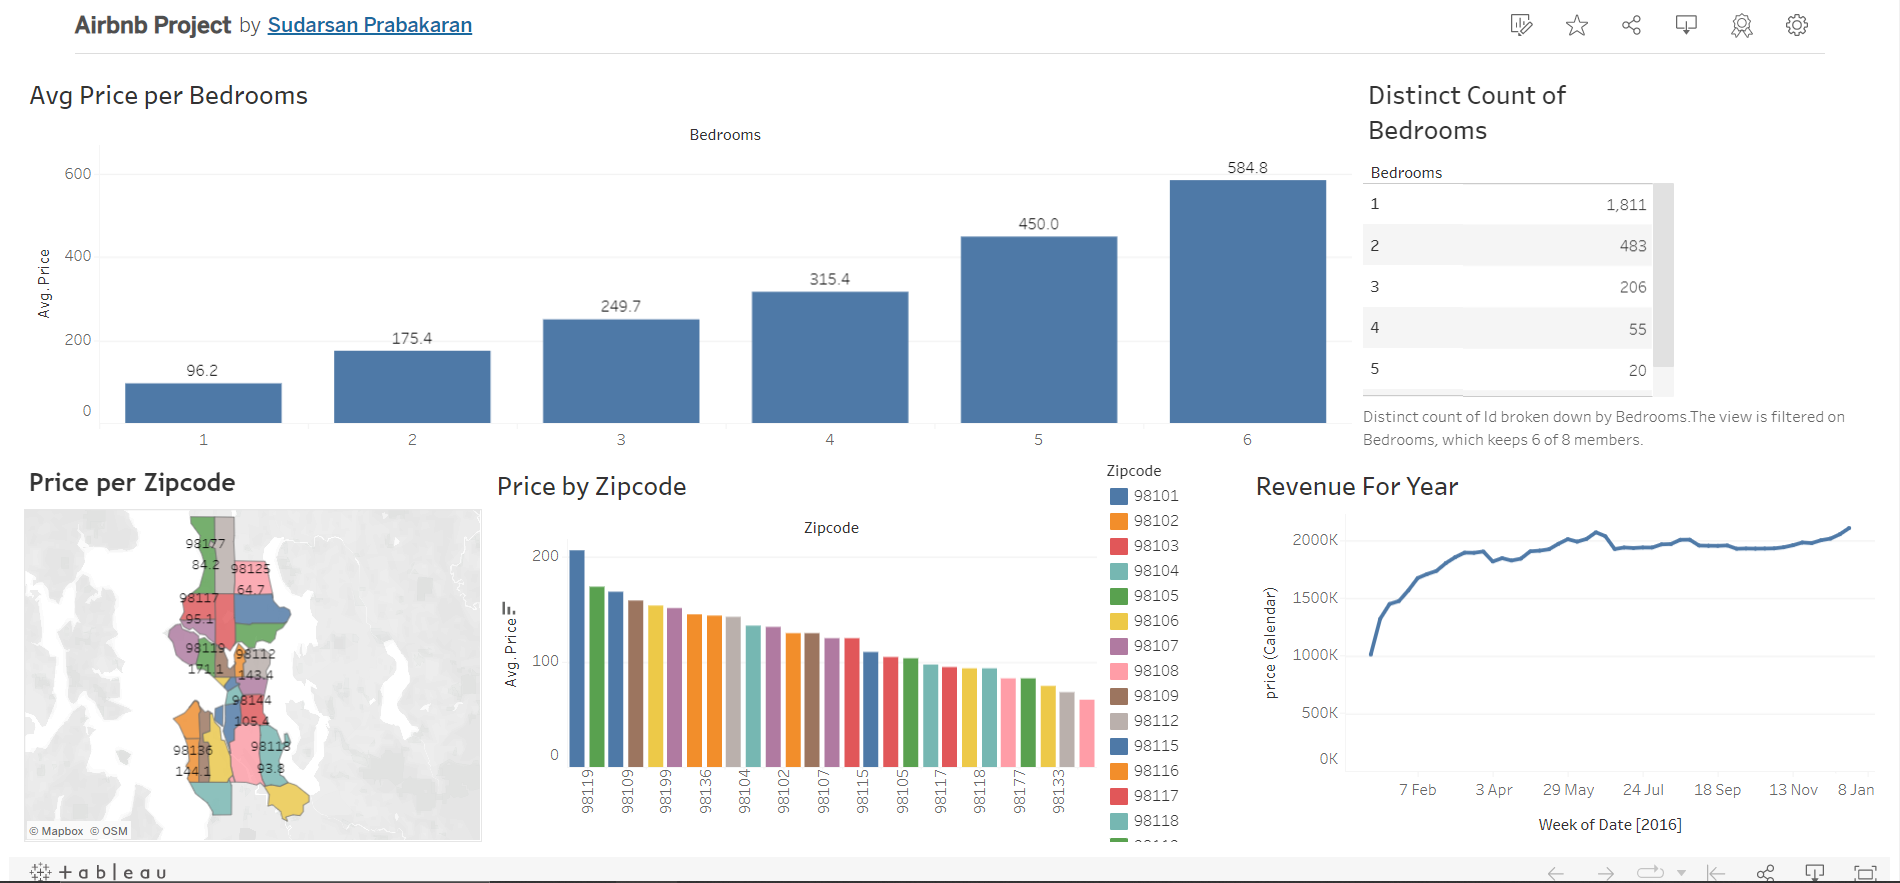 Airbnb Project by Sudarsan Prabakaran
Avg Price per Bedrooms
Bedrooms
Avg. Price
600
400
200
0
96.2
175.4
249.7
315.4
450.0
584.8
1
2
3
4
5
6
Distinct Count of
Bedrooms
Bedrooms
1 1,811
2 483
3 206
4 55
5 20
Distinct count of Id broken down by Bedrooms.The view is filtered on
Bedrooms, which keeps 6 of 8 members.
Price per Zipcode
98177
84.2
98125
64.7
98117
95.1
98119
171.1
98112
143.4
98144
105.4
98136
144.1
98118
93.8
© Mapbox © OSM
Price by Zipcode
Zipcode
Avg. Price
200
100
0
98119
98109
98199
98136
98104
98102
98107
98115
98105
98117
98118
98177
98133
Zipcode
98101
98102
98103
98104
98105
98106
98107
98108
98109
98112
98115
98116
98117
98118
Revenue For Year
price (Calendar)
2000K
1500K
1000K
500K
0K
7 Feb
3 Apr
29 May
24 Jul
18 Sep
13 Nov
8 Jan
Week of Date [2016]
+ableau